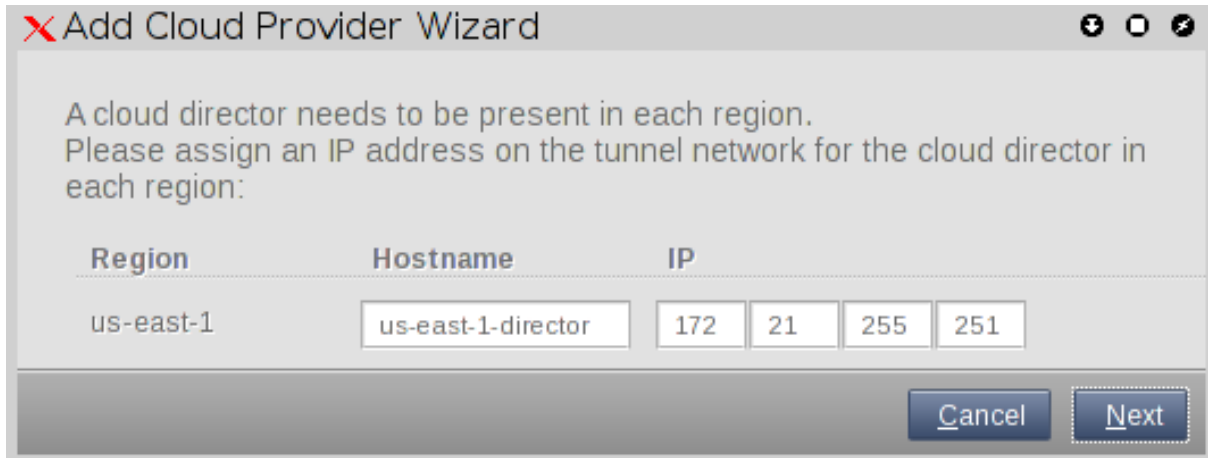 Add Cloud Provider Wizard
A cloud director needs to be present in each region.
Please assign an IP address on the tunnel network for the cloud director in
each region:
Region Hostname IP
us-east-1 us-east-1-director 172 21 255 251
Cancel Next